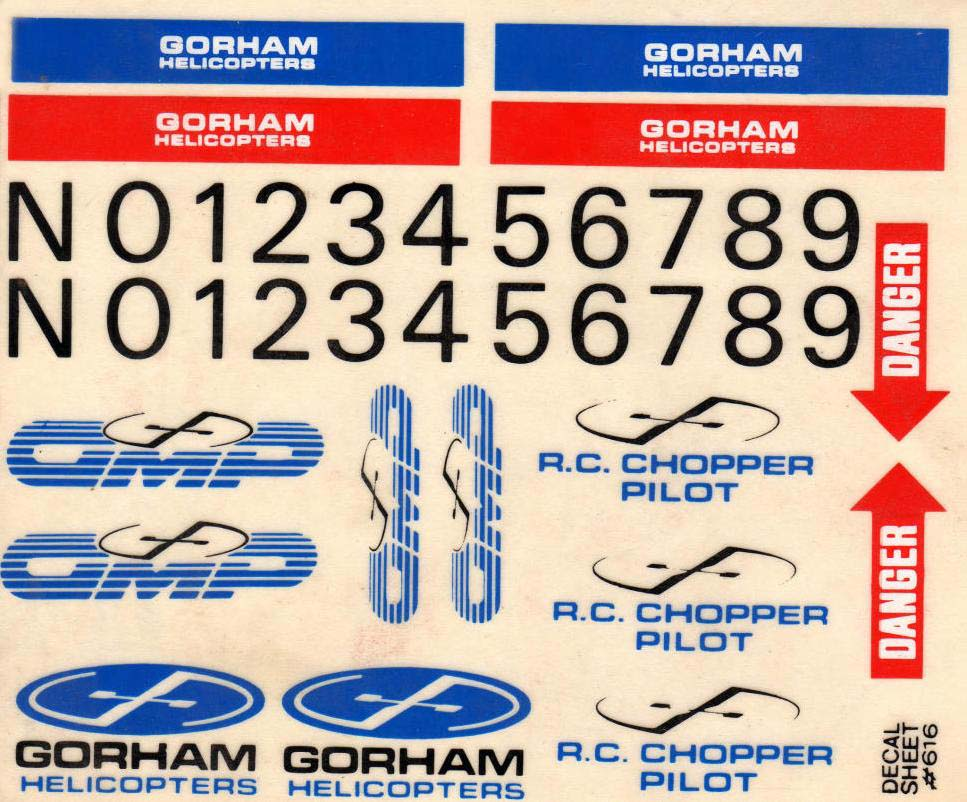 GORHAM
HELICOPTERS
GORHAM
HELICOPTERS
GORHAM
HELICOPTERS
GORHAM
HELICOPTERS
N 0 1 2 3 4 5 6 7 8 9
N 0 1 2 3 4 5 6 7 8 9
DANGER
DANGER
GMP
GMP
GMP
GMP
R.C. CHOPPER
PILOT
R.C. CHOPPER
PILOT
GORHAM
HELICOPTERS
GORHAM
HELICOPTERS
R.C. CHOPPER
PILOT
DECAL
SHEET
#616